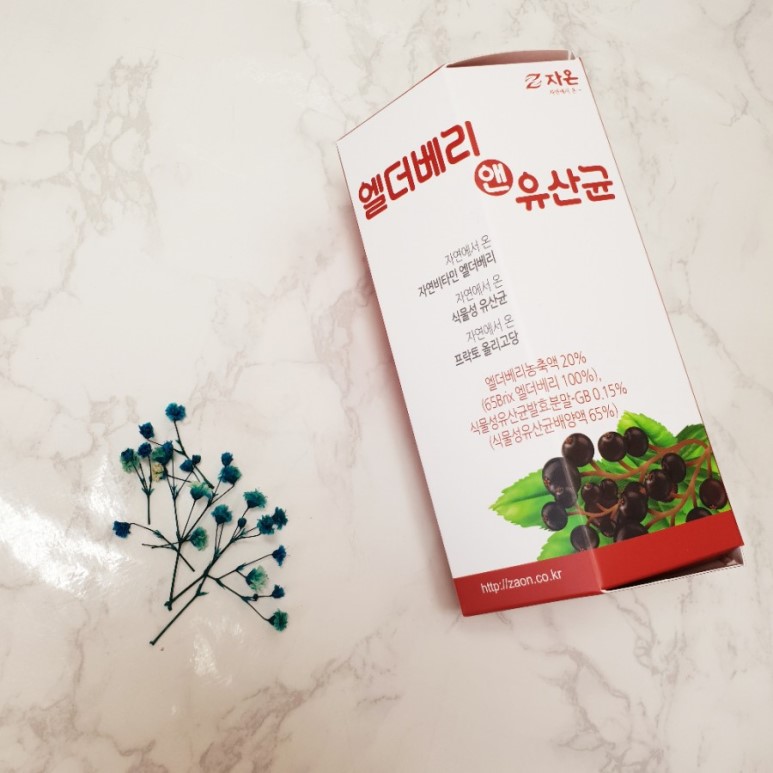 자온
엘더베리
앤
유산균
자연에서 온
자연비타민 엘더베리
자연에서 온
식물성 유산균
자연에서 온
프락토 올리고당
엘더베리농축액 20%
(65Brix 엘더베리 100%),
식물성유산균발효분말-GB 0.15%
(식물성유산균배양액 65%)
http://zaon.co.kr